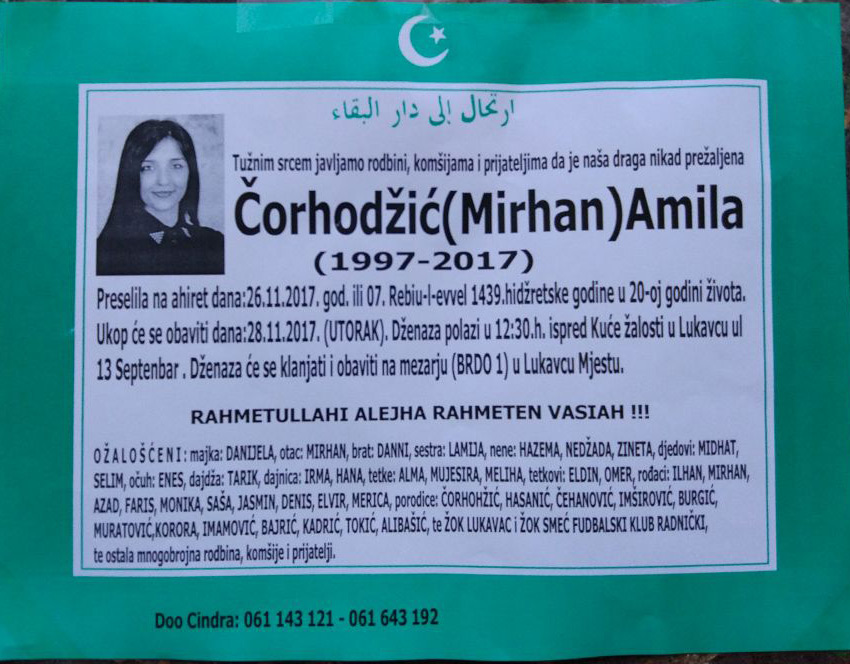 ارتحال إلى دار البقاء
Tužnim srcem javljamo rodbini, komšijama i prijateljima da je naša draga nikad prežaljena
Čorhodžić(Mirhan)Amila
(1997-2017)
Preselila na ahiret dana:26.11.2017. god. ili 07. Rebiu-l-evvel 1439.hidžretske godine u 20-oj godini života.
Ukop će se obaviti dana:28.11.2017. (UTORAK). Dženaza polazi u 12:30.h. ispred Kuće žalosti u Lukavcu ul
13 Septenbar . Dženaza će se klanjati i obaviti na mezarju (BRDO 1) u Lukavcu Mjestu.
RAHMETULLAHI ALEJHA RAHMETEN VASIAH !!!
OŽALOŠĆENI: majka: DANIJELA, otac: MIRHAN, brat: DANNI, sestra: LAMIJA, nene: HAZEMA, NEDŽADA, ZINETA, djedovi: MIDHAT,
SELIM, očuh: ENES, dajdža: TARIK, dajnica: IRMA, HANA, tetke: ALMA, MUJESIRA, MELIHA, tetkovi: ELDIN, OMER, rođaci: ILHAN, MIRHAN,
AZAD, FARIS, MONIKA, SAŠA, JASMIN, DENIS, ELVIR, MERICA, porodice: ČORHOHŽIĆ, HASANIĆ, ČEHANOVIĆ, IMŠIROVIĆ, BURGIĆ,
MURATOVIĆ,KORORA, IMAMOVIĆ, BAJRIĆ, KADRIĆ, TOKIĆ, ALIBAŠIĆ, te ŽOK LUKAVAC i ŽOK SMEĆ FUDBALSKI KLUB RADNIČKI,
te ostala mnogobrojna rodbina, komšije i prijatelji.
Doo Cindra: 061 143 121 - 061 643 192